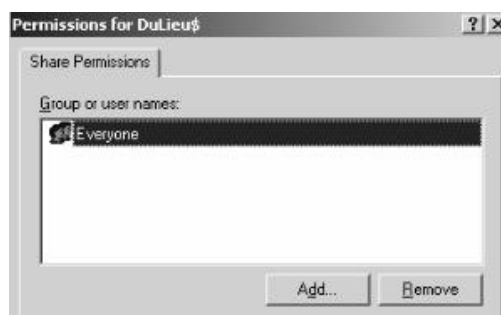 Permissions for DuLieu$
? X
Share Permissions
Group or user names:
Everyone
Add... Remove